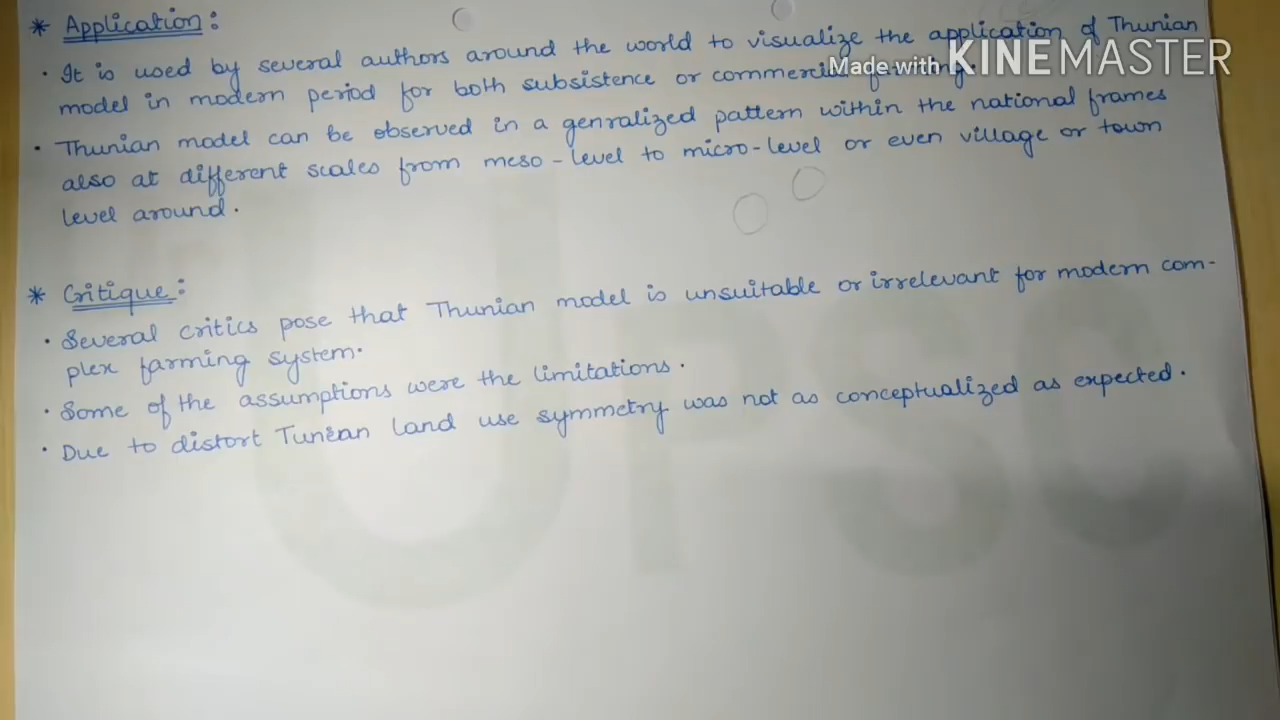 * Application:
· It is used by several authors around the world to visualize the application of Thunian
Made with KINEMASTER
model in modern period for both subsistence or commercial farming.
· Thunian model can be observed in a genralized pattern within the national frames
also at different scales from meso-level to micro-level or even village or town
level around.
* Critique:
· Several critics pose that Thunian model is unsuitable or irrelevant for modern com-
plex farming system.
· Some of the assumptions were the limitations.
· Due to distort Tunian Land use symmetry was not as conceptualized as expected.
UPSC